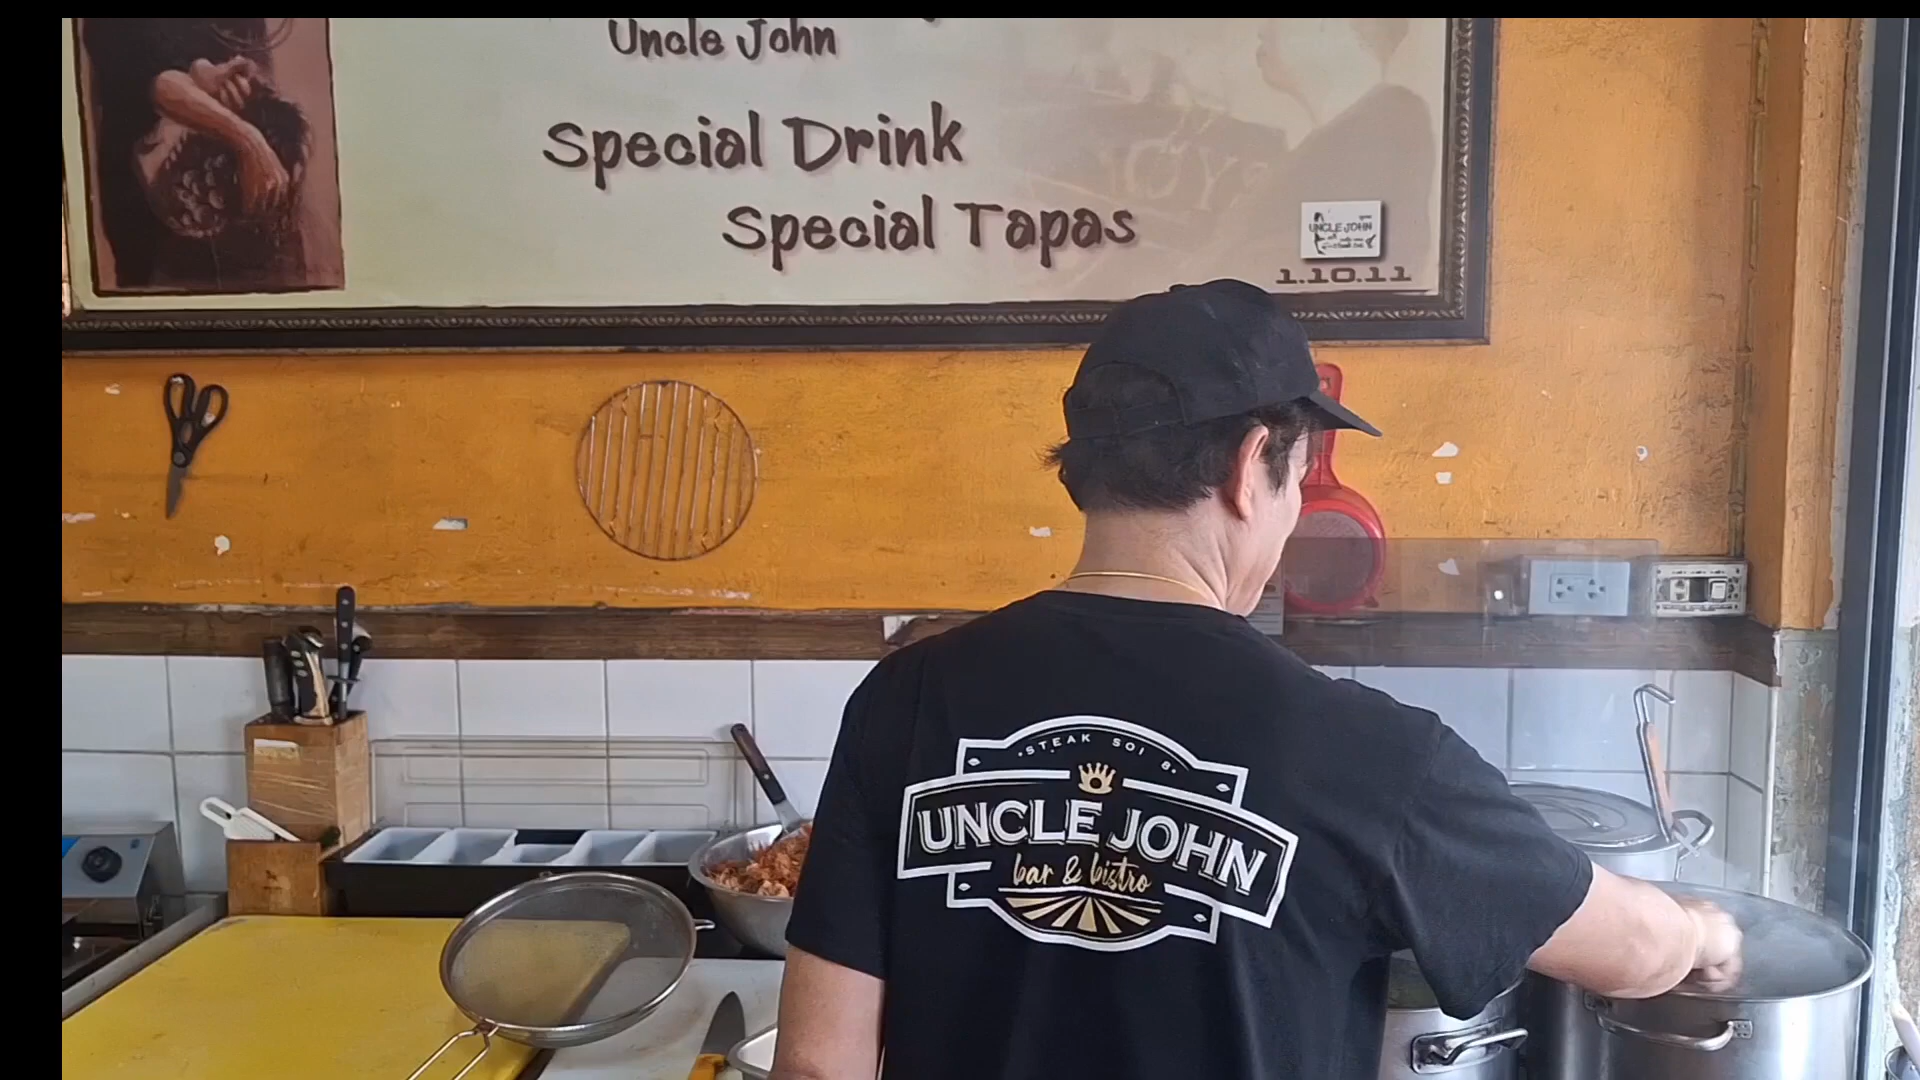 Uncle John
Special Drink
Special Tapas
UNCLE JOHN
1.10.11
STEAK SOI 8
UNCLE JOHN
bar & bistro